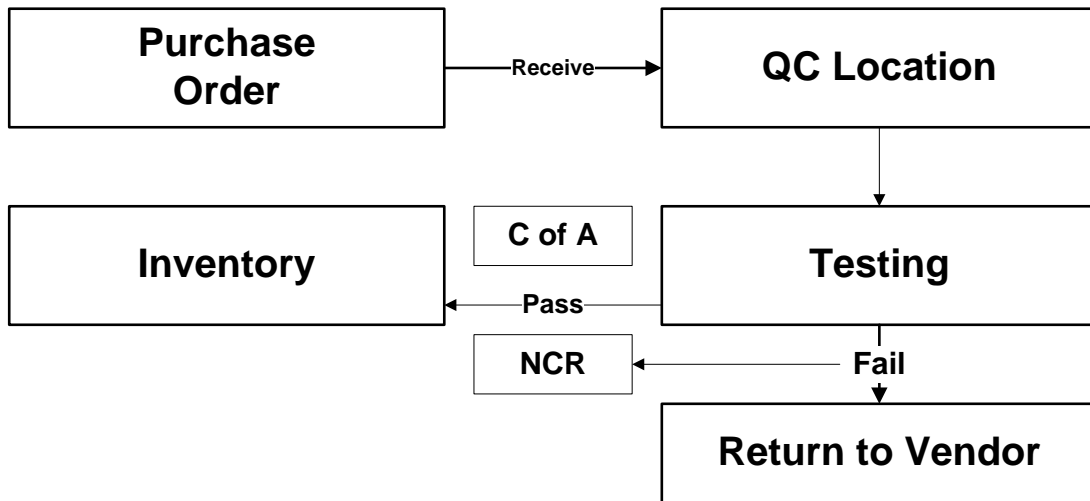 Purchase
Order
Receive
QC Location
Inventory
C of A
Testing
Pass
NCR
Fail
Return to Vendor